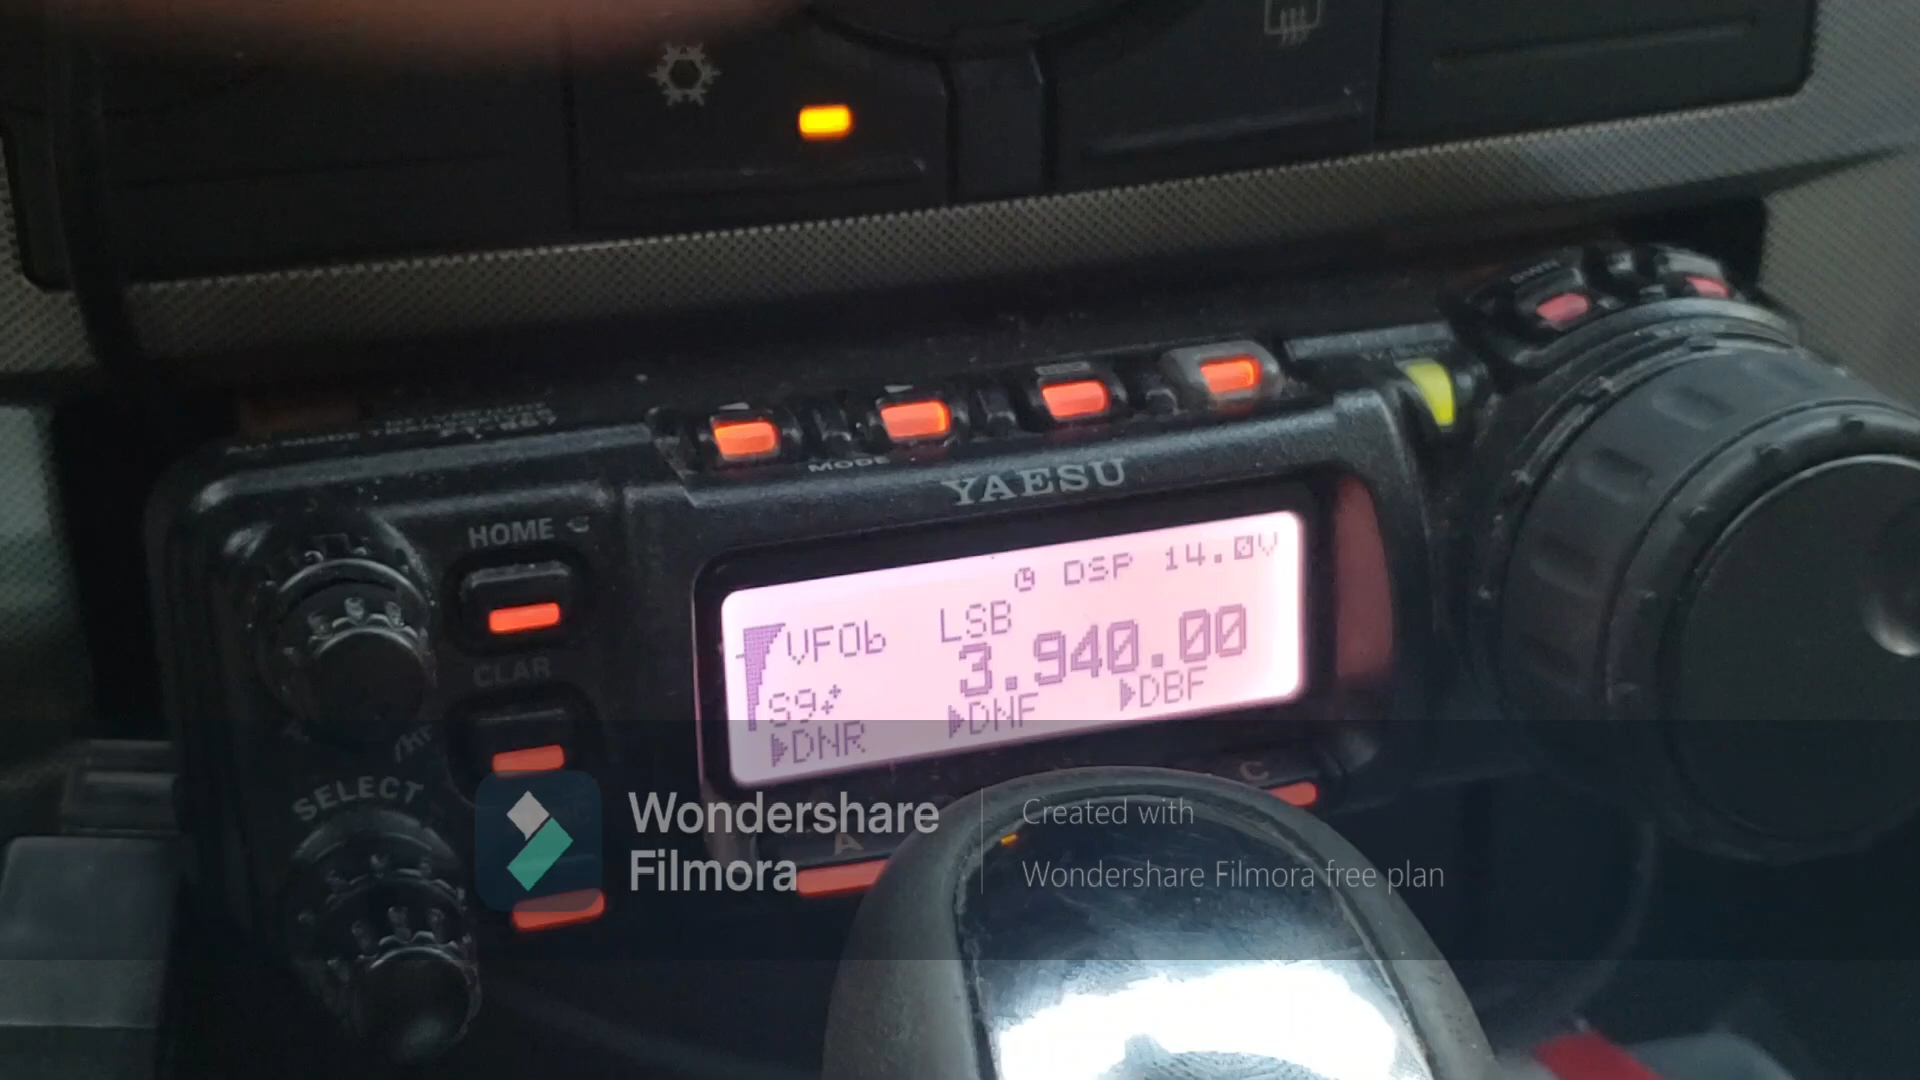 MODE
YAESU
HOME
DSP 14.0V
VFOb LSB
3.940.00
S9++
▶DNR ▶DNF ▶DBF
CLAR
SELECT
A
C
Wondershare
Filmora
Created with
Wondershare Filmora free plan